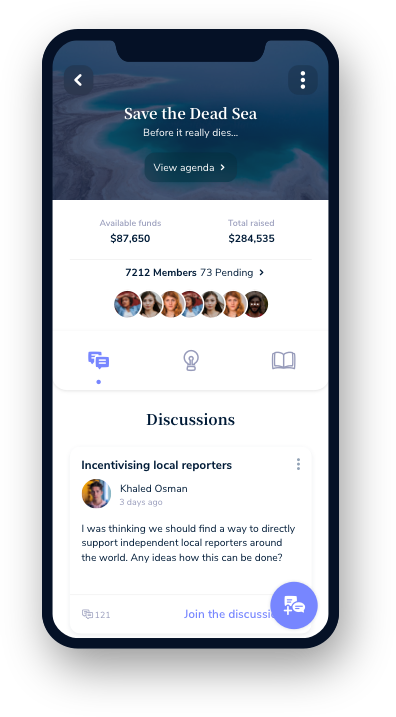 Save the Dead Sea
Before it really dies...
View agenda
Available funds
Total raised
$87,650
$284,535
7212 Members 73 Pending
Discussions
Incentivising local reporters
Khaled Osman
3 days ago
I was thinking we should find a way to directly
support independent local reporters around
the world. Any ideas how this can be done?
121
Join the discussi